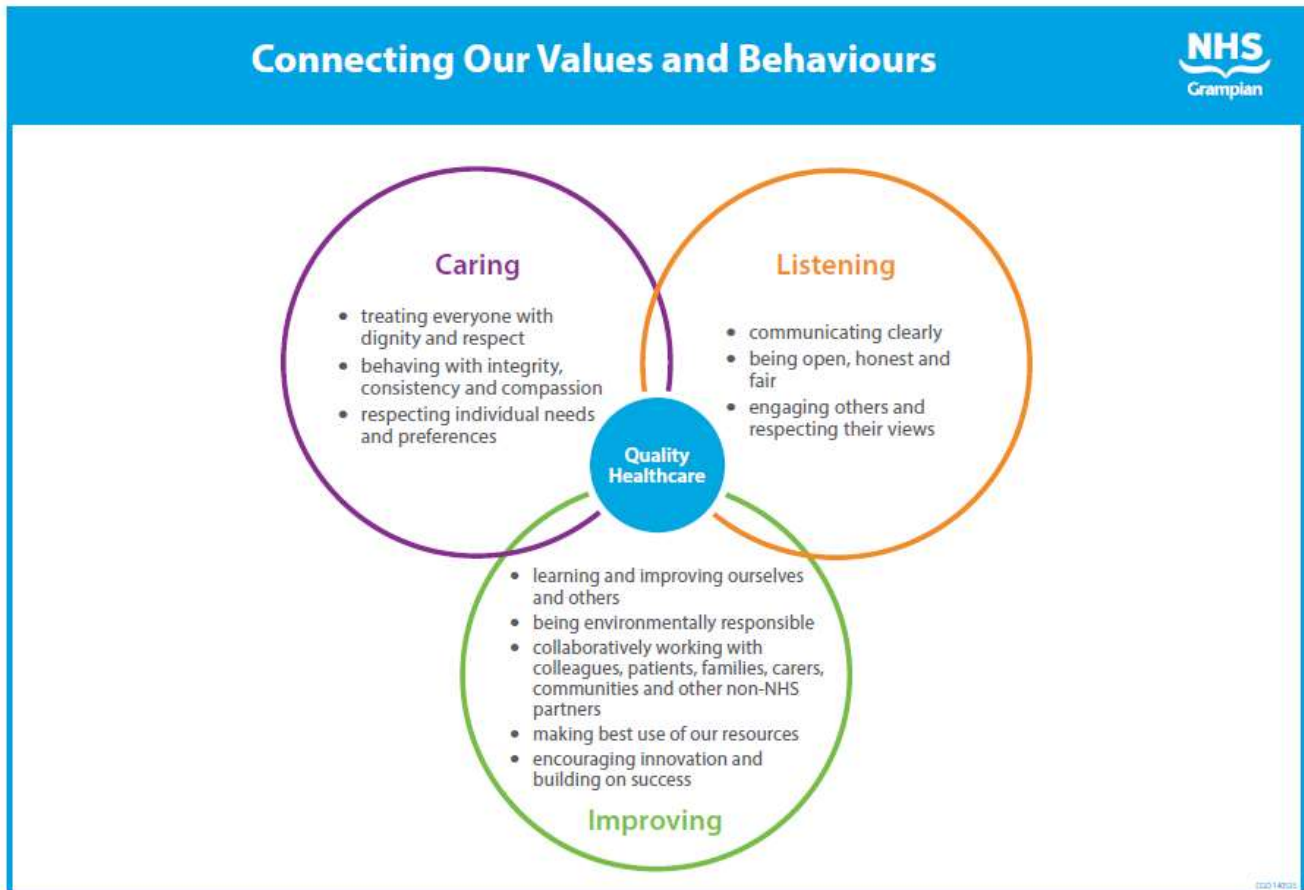 Connecting Our Values and Behaviours
NHS
Grampian
Caring
• treating everyone with
dignity and respect
• behaving with integrity,
consistency and compassion
• respecting individual needs
and preferences
Listening
• communicating clearly
• being open, honest and
fair
• engaging others and
respecting their views
Quality
Healthcare
• learning and improving ourselves
and others
• being environmentally responsible
• collaboratively working with
colleagues, patients, families, carers,
communities and other non-NHS
partners
• making best use of our resources
• encouraging innovation and
building on success
Improving